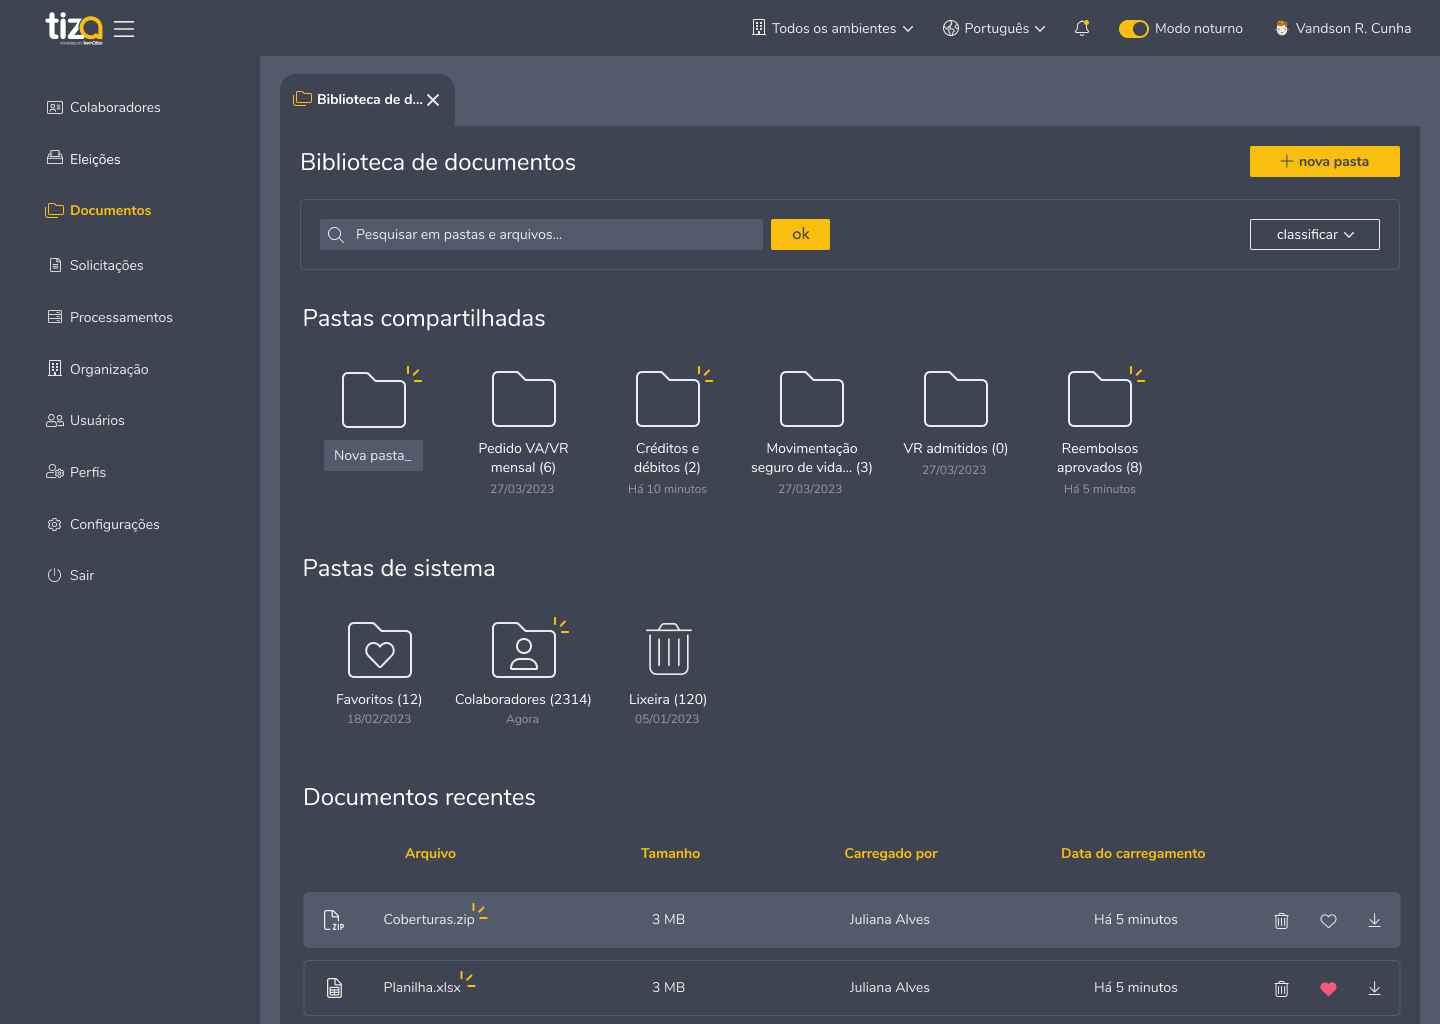 tiza
Todos os ambientes
Português
Modo noturno
Vandson R. Cunha
Colaboradores
Eleições
Documentos
Solicitações
Processamentos
Organização
Usuários
Perfis
Configurações
Sair
Biblioteca de d...
Biblioteca de documentos
nova pasta
Pesquisar em pastas e arquivos...
ok
classificar
Pastas compartilhadas
Nova pasta_
Pedido VA/VR
mensal (6)
27/03/2023
Créditos e
débitos (2)
Há 10 minutos
Movimentação
seguro de vida... (3)
27/03/2023
VR admitidos (0)
27/03/2023
Reembolsos
aprovados (8)
Há 5 minutos
Pastas de sistema
Favoritos (12)
18/02/2023
Colaboradores (2314)
Agora
Lixeira (120)
05/01/2023
Documentos recentes
Arquivo Tamanho Carregado por Data do carregamento
ZIP Coberturas.zip 3 MB Juliana Alves Há 5 minutos
Planilha.xlsx 3 MB Juliana Alves Há 5 minutos